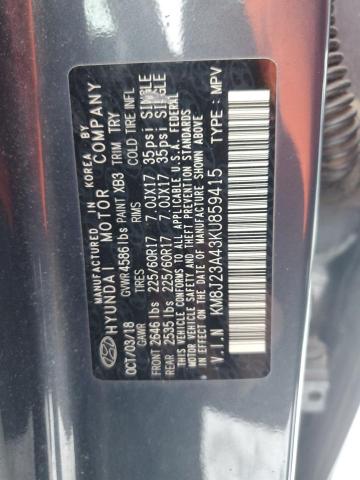 MADE IN KOREA BY
HYUNDAI MOTOR COMPANY
OCT/03/18 GVWR 4586 lbs PAINT XB3 TRIM TRY
GAWR TIRES RIMS COLD TIRE INFL
FRONT 2646 lbs 225/60R17 7.0JX17 35psi SINGLE
REAR 2535 lbs 225/60R17 7.0JX17 35psi SINGLE
THIS VEHICLE CONFORMS TO ALL APPLICABLE U.S.A. FEDERAL
MOTOR VEHICLE SAFETY, BUMPER, AND
THEFT PREVENTION STANDARDS IN EFFECT ON
THE DATE OF MANUFACTURE SHOWN ABOVE.
V.I.N KM8JZ3A43KU859415 TYPE: MPV